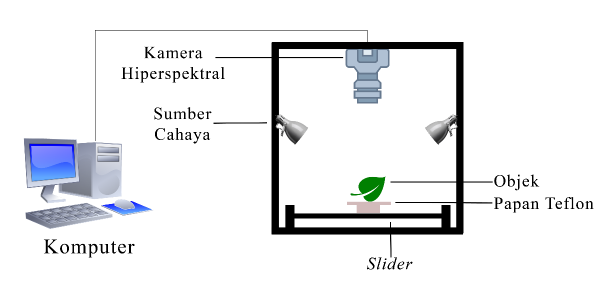 Kamera
Hiperspektral
Sumber
Cahaya
Objek
Papan Teflon
Komputer
Slider